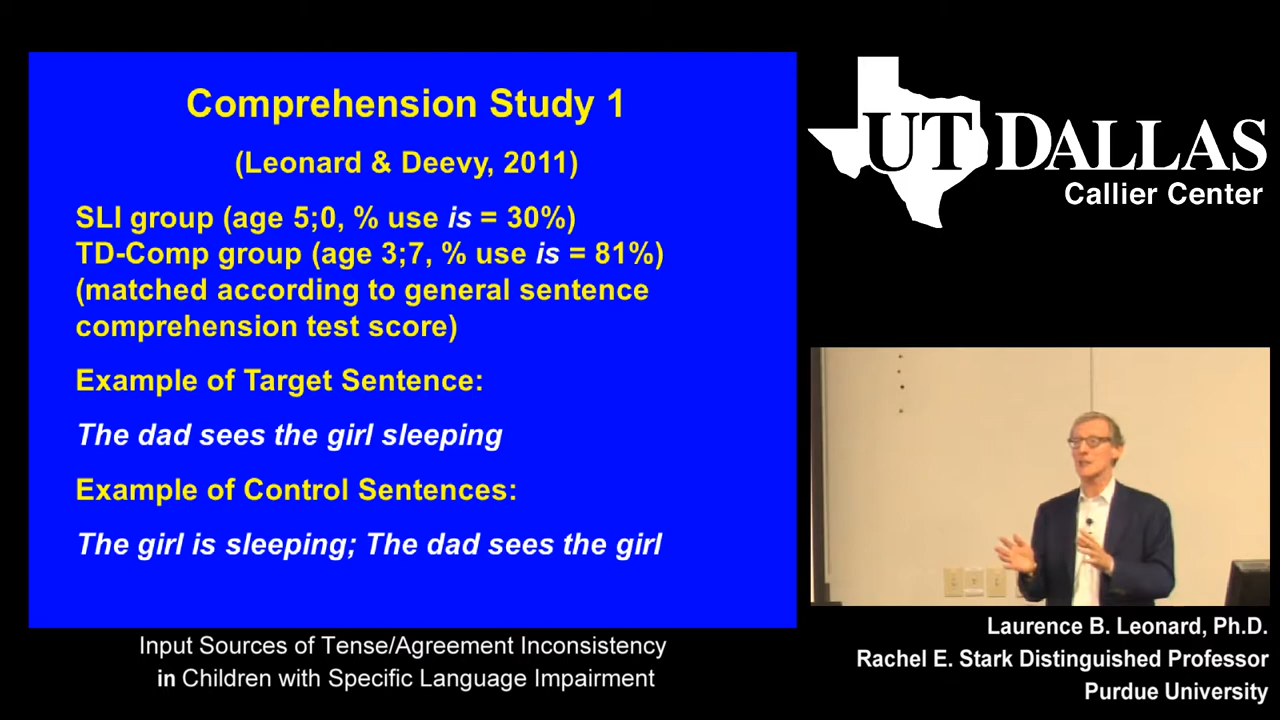 Comprehension Study 1
(Leonard & Deevy, 2011)
SLI group (age 5;0, % use is = 30%)
TD-Comp group (age 3;7, % use is = 81%)
(matched according to general sentence
comprehension test score)
Example of Target Sentence:
The dad sees the girl sleeping
Example of Control Sentences:
The girl is sleeping; The dad sees the girl
Input Sources of Tense/Agreement Inconsistency
in Children with Specific Language Impairment
UT DALLAS
Callier Center
Laurence B. Leonard, Ph.D.
Rachel E. Stark Distinguished Professor
Purdue University